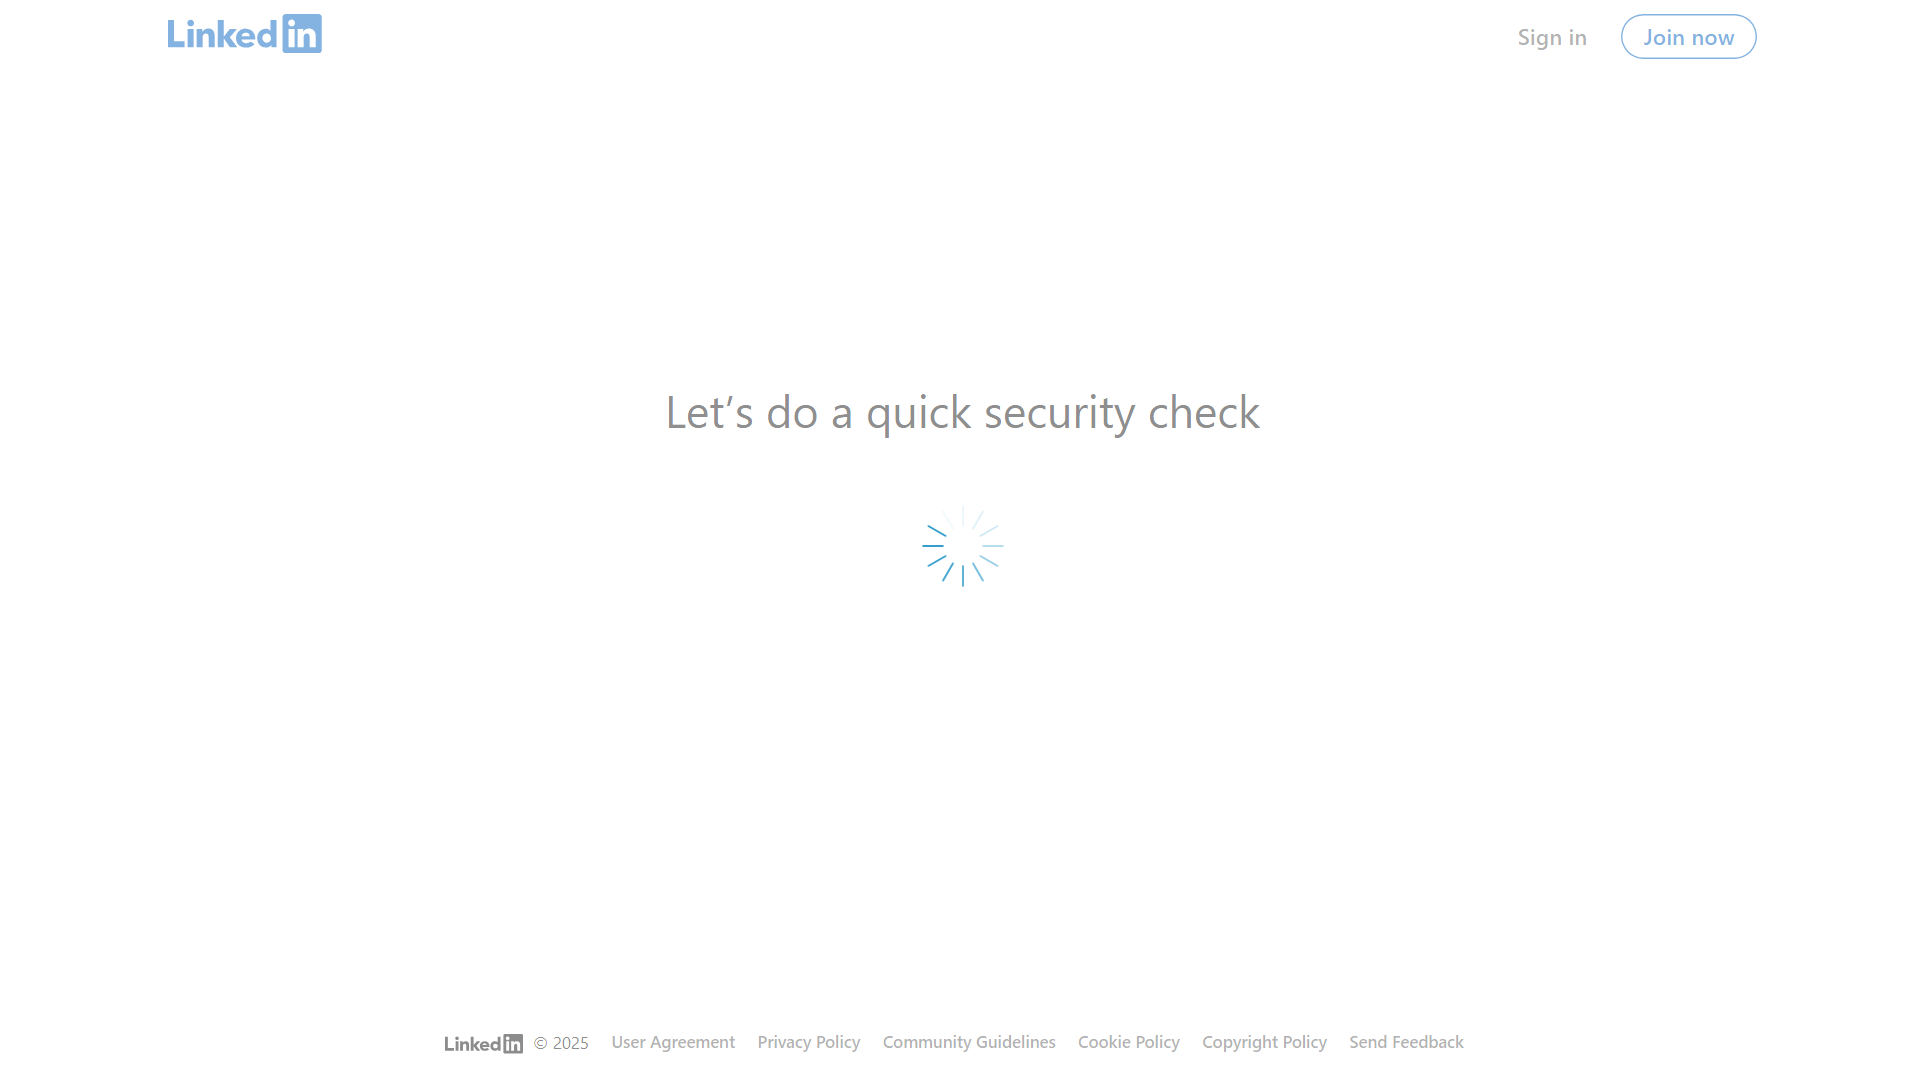 LinkedIn
Sign in
Join now
Let's do a quick security check
LinkedIn © 2025 User Agreement Privacy Policy Community Guidelines Cookie Policy Copyright Policy Send Feedback